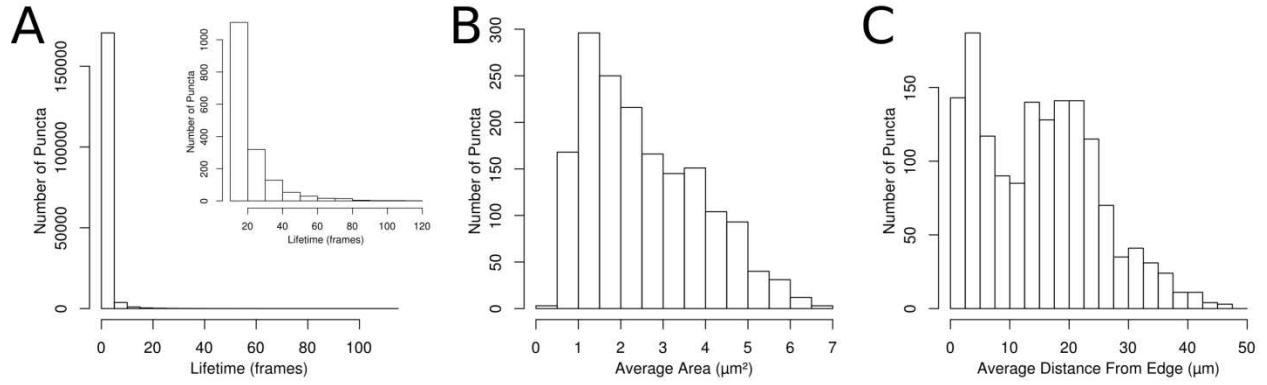 A
Number of Puncta
0
50000
100000
150000
0 20 40 60 80 100
Lifetime (frames)
Number of Puncta
0
200
400
600
800
1000
20 40 60 80 100 120
Lifetime (frames)
B
Number of Puncta
0
50
100
150
200
250
300
0 1 2 3 4 5 6 7
Average Area (µm²)
C
Number of Puncta
0
50
100
150
0 10 20 30 40 50
Average Distance From Edge (µm)